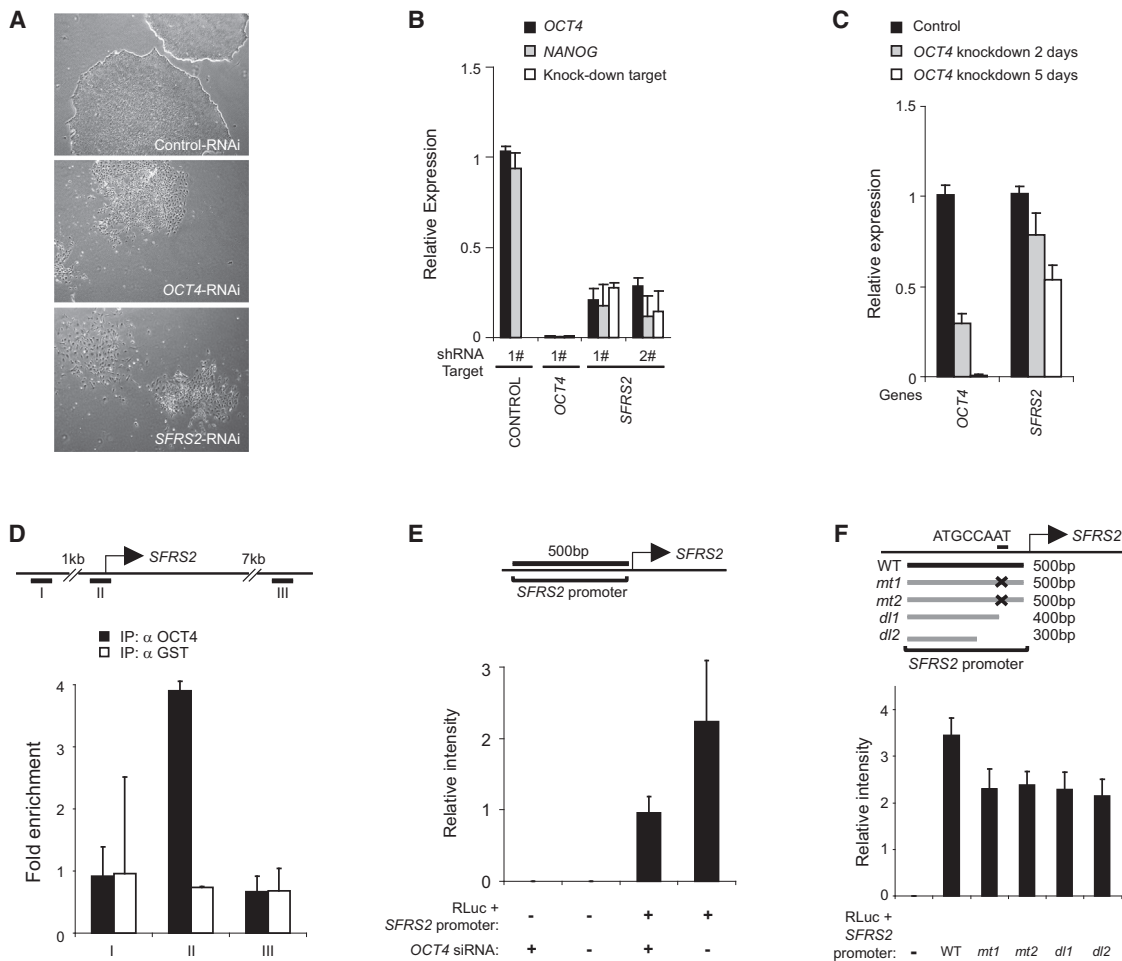 A
Control-RNAi
OCT4-RNAi
SFRS2-RNAi
B
OCT4
NANOG
Knock-down target
Relative Expression
1.5
1
0.5
0
shRNA 1# 1# 1# 2#
Target
CONTROL
OCT4
SFRS2
C
Control
OCT4 knockdown 2 days
OCT4 knockdown 5 days
Relative expression
1.5
1
0.5
0
Genes
OCT4
SFRS2
D
1kb SFRS2 7kb
I II III
IP: α OCT4
IP: α GST
Fold enrichment
4
3
2
1
0
I II III
E
500bp SFRS2
SFRS2 promoter
Relative intensity
3
2
1
0
RLuc +
SFRS2 promoter: - - + +
OCT4 siRNA: + - + -
F
ATGCCAAT SFRS2
WT 500bp
mt1 500bp
mt2 500bp
dl1 400bp
dl2 300bp
SFRS2 promoter
Relative intensity
4
3
2
1
0
RLuc +
SFRS2
promoter: - WT mt1 mt2 dl1 dl2